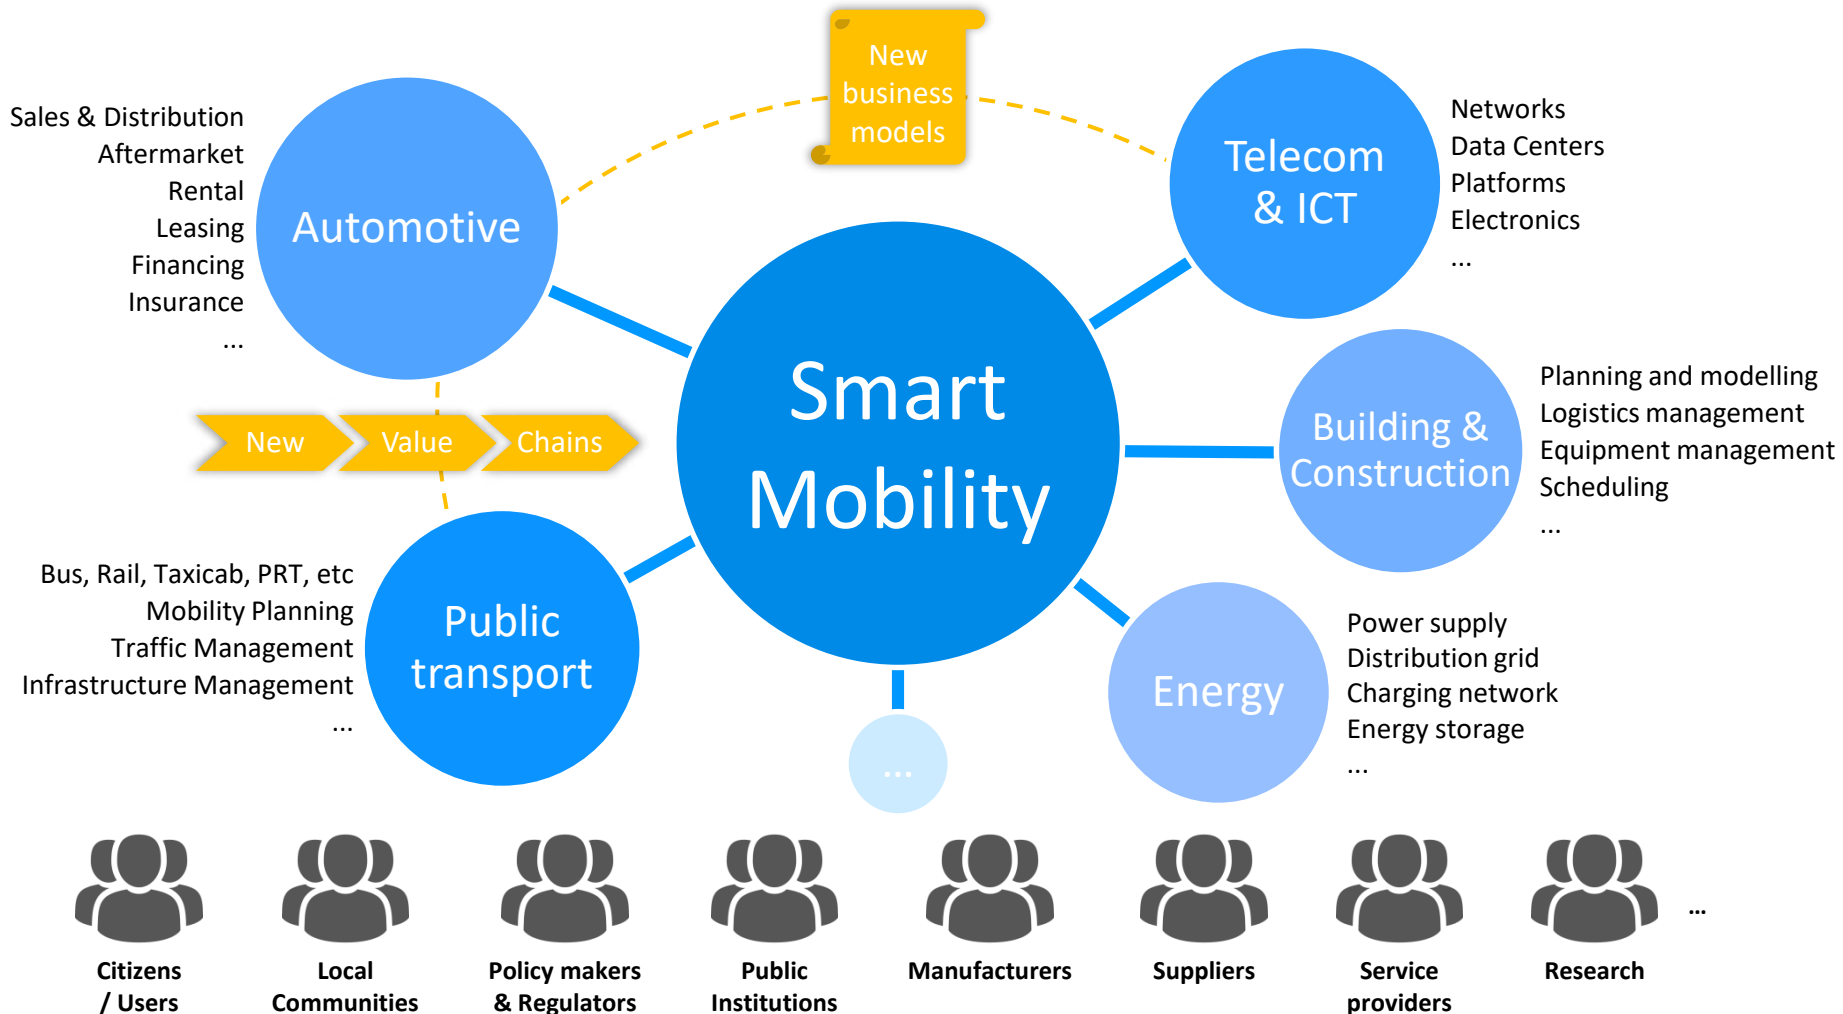 New
business
models
Sales & Distribution
Aftermarket
Rental
Leasing
Financing
Insurance
...
Automotive
Telecom
& ICT
Networks
Data Centers
Platforms
Electronics
...
Smart
Mobility
Building &
Construction
Planning and modelling
Logistics management
Equipment management
Scheduling
...
New Value Chains
Bus, Rail, Taxicab, PRT, etc
Mobility Planning
Traffic Management
Infrastructure Management
...
Public
transport
Energy
Power supply
Distribution grid
Charging network
Energy storage
...
...
Citizens
/ Users
Local
Communities
Policy makers
& Regulators
Public
Institutions
Manufacturers
Suppliers
Service
providers
Research
...